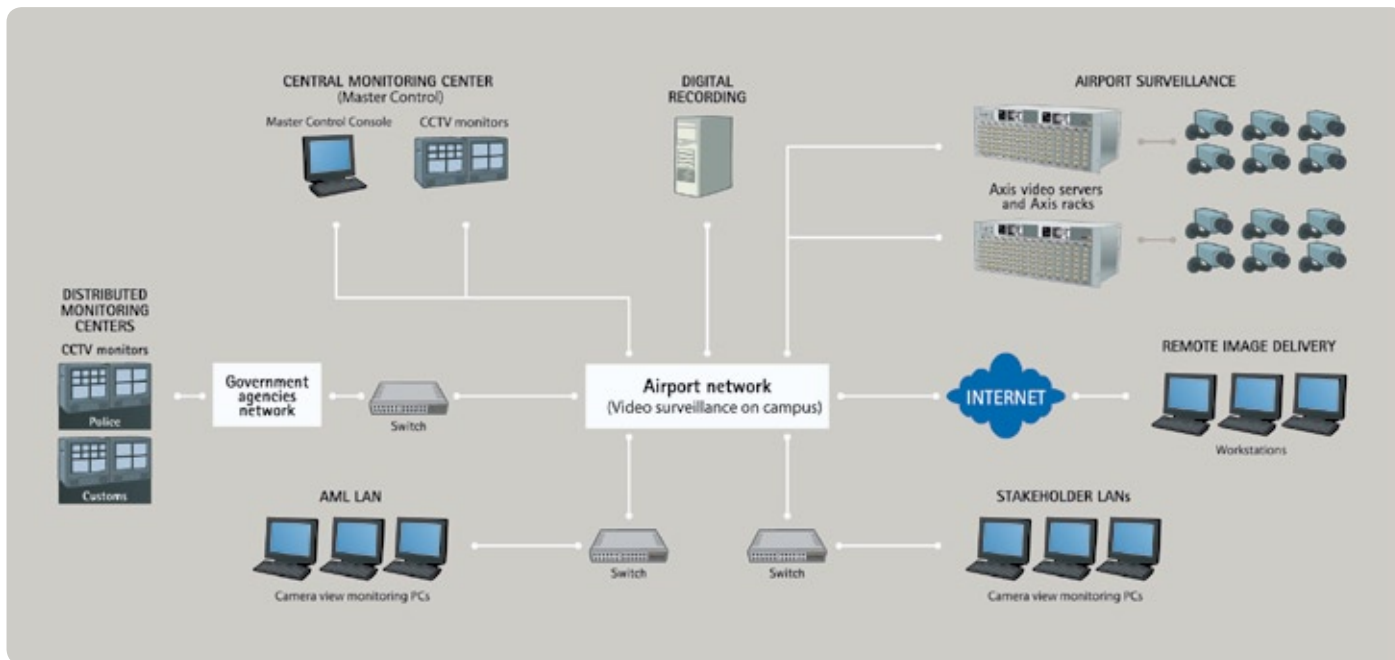 CENTRAL MONITORING CENTER
(Master Control)
Master Control Console
CCTV monitors
DIGITAL
RECORDING
AIRPORT SURVEILLANCE
Axis video servers
and Axis racks
DISTRIBUTED
MONITORING
CENTERS
CCTV monitors
Police
Customs
Government
agencies
network
Switch
Airport network
(Video surveillance on campus)
INTERNET
REMOTE IMAGE DELIVERY
Workstations
AML LAN
Camera view monitoring PCs
Switch
Switch
STAKEHOLDER LANs
Camera view monitoring PCs